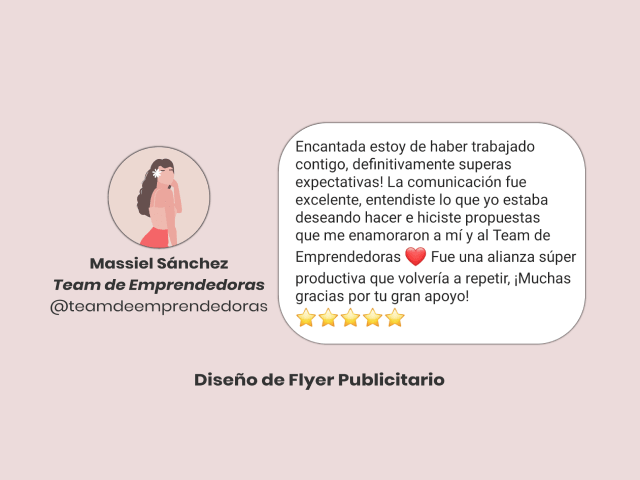 Massiel Sánchez
Team de Emprendedoras
@teamdeemprendedoras
Encantada estoy de haber trabajado
contigo, definitivamente superas
expectativas! La comunicación fue
excelente, entendiste lo que yo estaba
deseando hacer e hiciste propuestas
que me enamoraron a mí y al Team de
Emprendedoras ❤️ Fue una alianza súper
productiva que volvería a repetir, ¡Muchas
gracias por tu gran apoyo!
⭐⭐⭐⭐⭐
Diseño de Flyer Publicitario